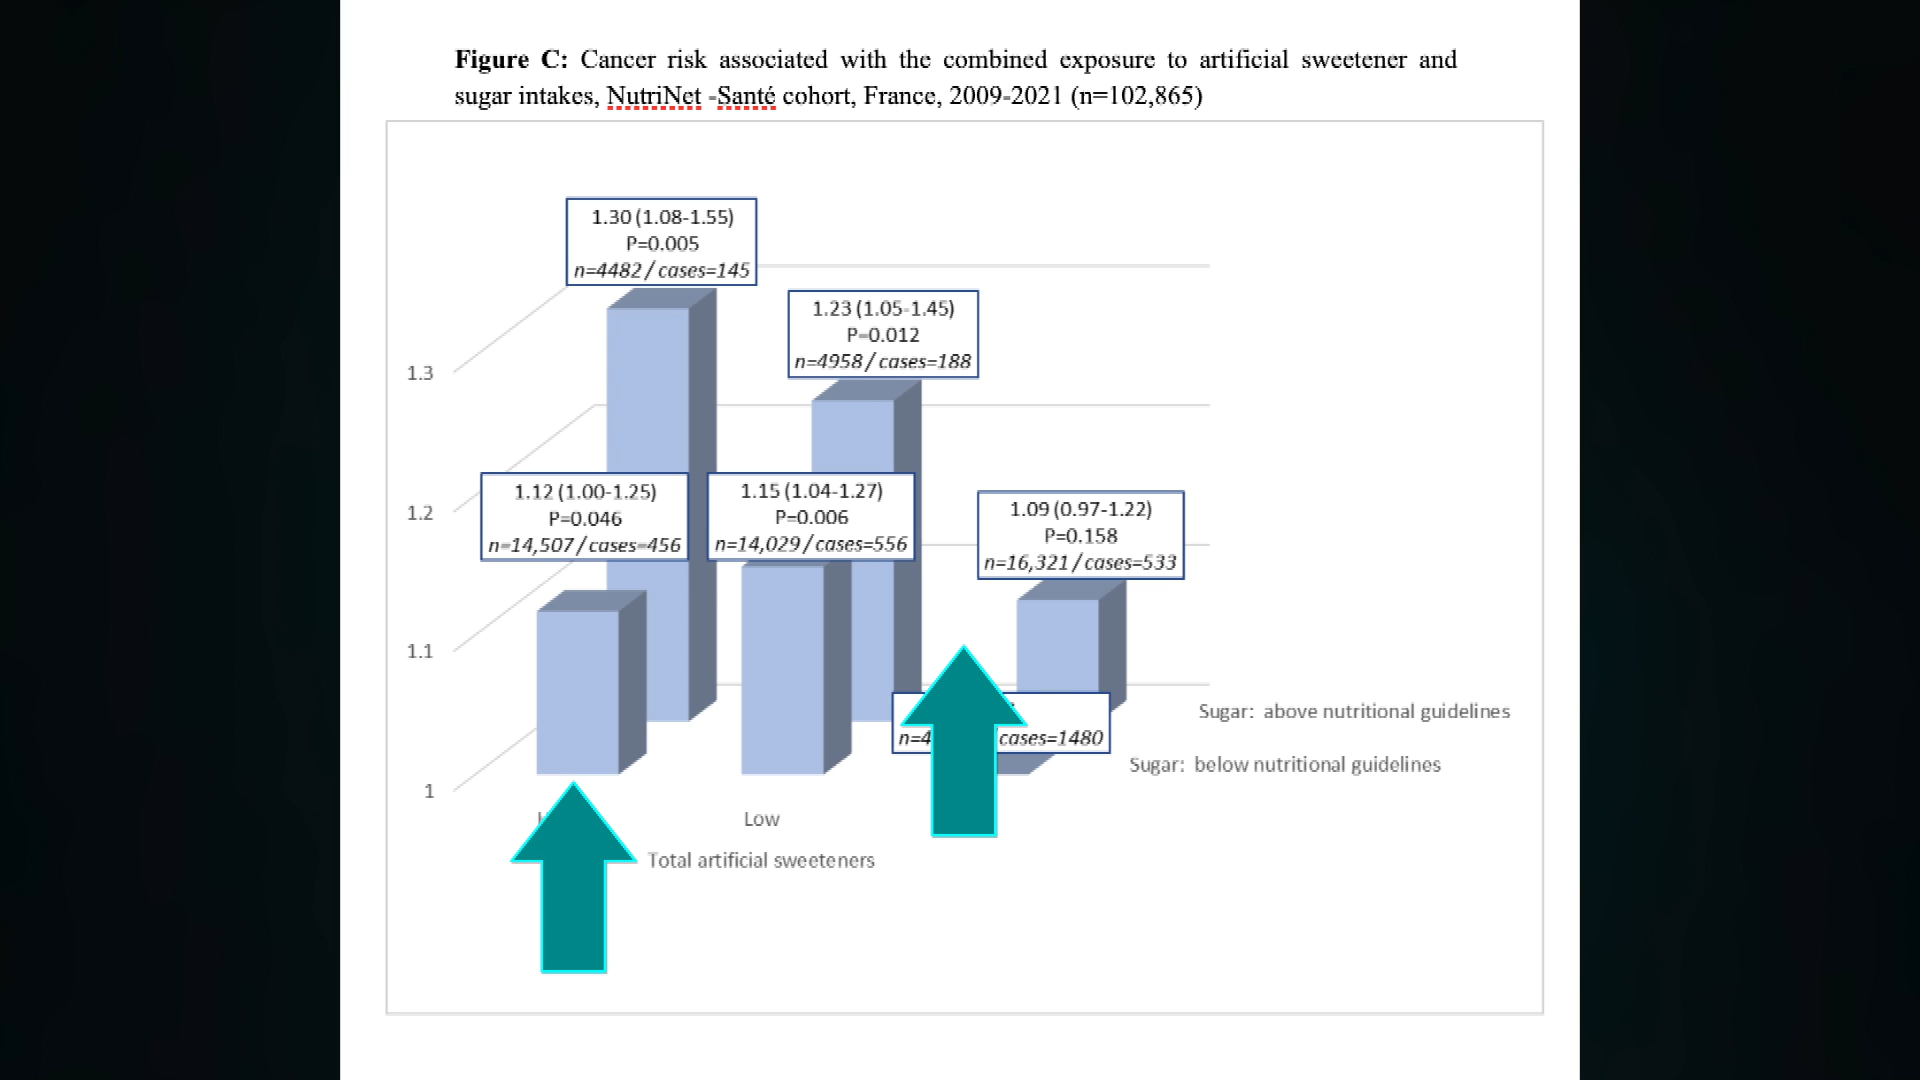 Figure C: Cancer risk associated with the combined exposure to artificial sweetener and
sugar intakes, NutriNet -Santé cohort, France, 2009-2021 (n=102,865)
1.30 (1.08-1.55)
P=0.005
n=4482 / cases=145
1.23 (1.05-1.45)
P=0.012
n=4958 / cases=188
1.3
1.12 (1.00-1.25)
P=0.046
n=14,507 / cases=456
1.15 (1.04-1.27)
P=0.006
n=14,029 / cases=556
1.09 (0.97-1.22)
P=0.158
n=16,321 / cases=533
1.2
1.1
cases=1480
Sugar: above nutritional guidelines
Sugar: below nutritional guidelines
1
Low
Total artificial sweeteners